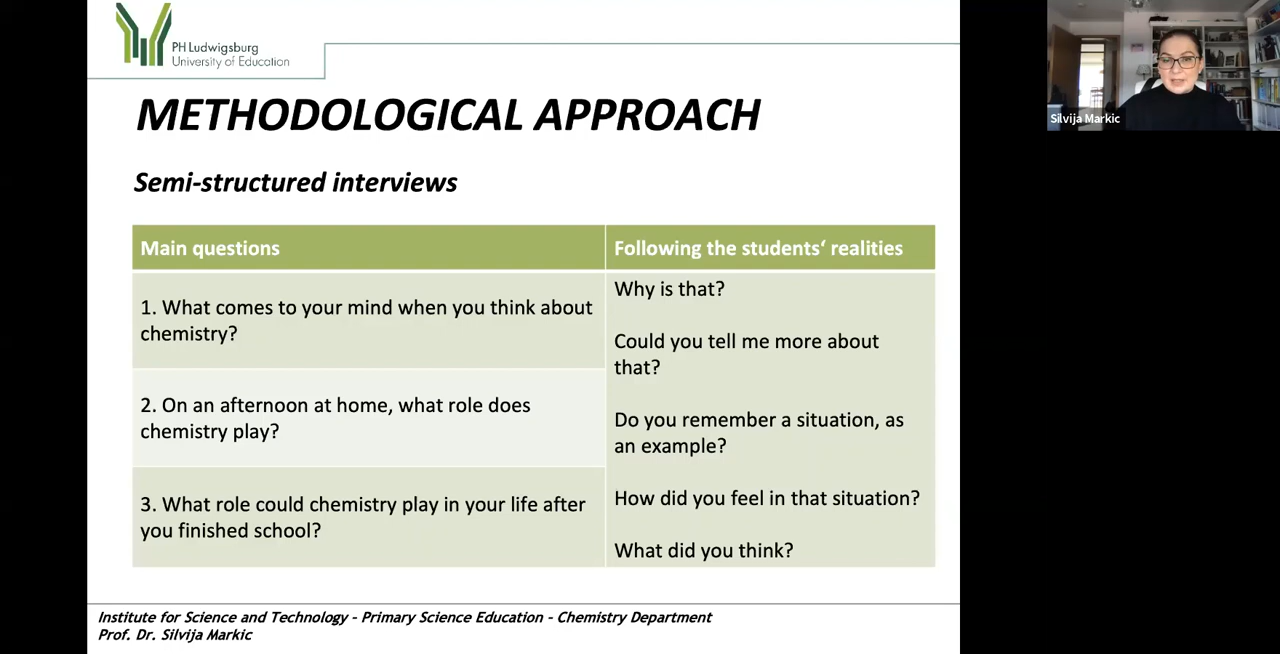 PH Ludwigsburg
University of Education
METHODOLOGICAL APPROACH
Semi-structured interviews
Main questions
Following the students‘ realities
1. What comes to your mind when you think about
chemistry?
2. On an afternoon at home, what role does
chemistry play?
3. What role could chemistry play in your life after
you finished school?
Why is that?
Could you tell me more about
that?
Do you remember a situation, as
an example?
How did you feel in that situation?
What did you think?
Institute for Science and Technology - Primary Science Education - Chemistry Department
Prof. Dr. Silvija Markic
Silvija Markic